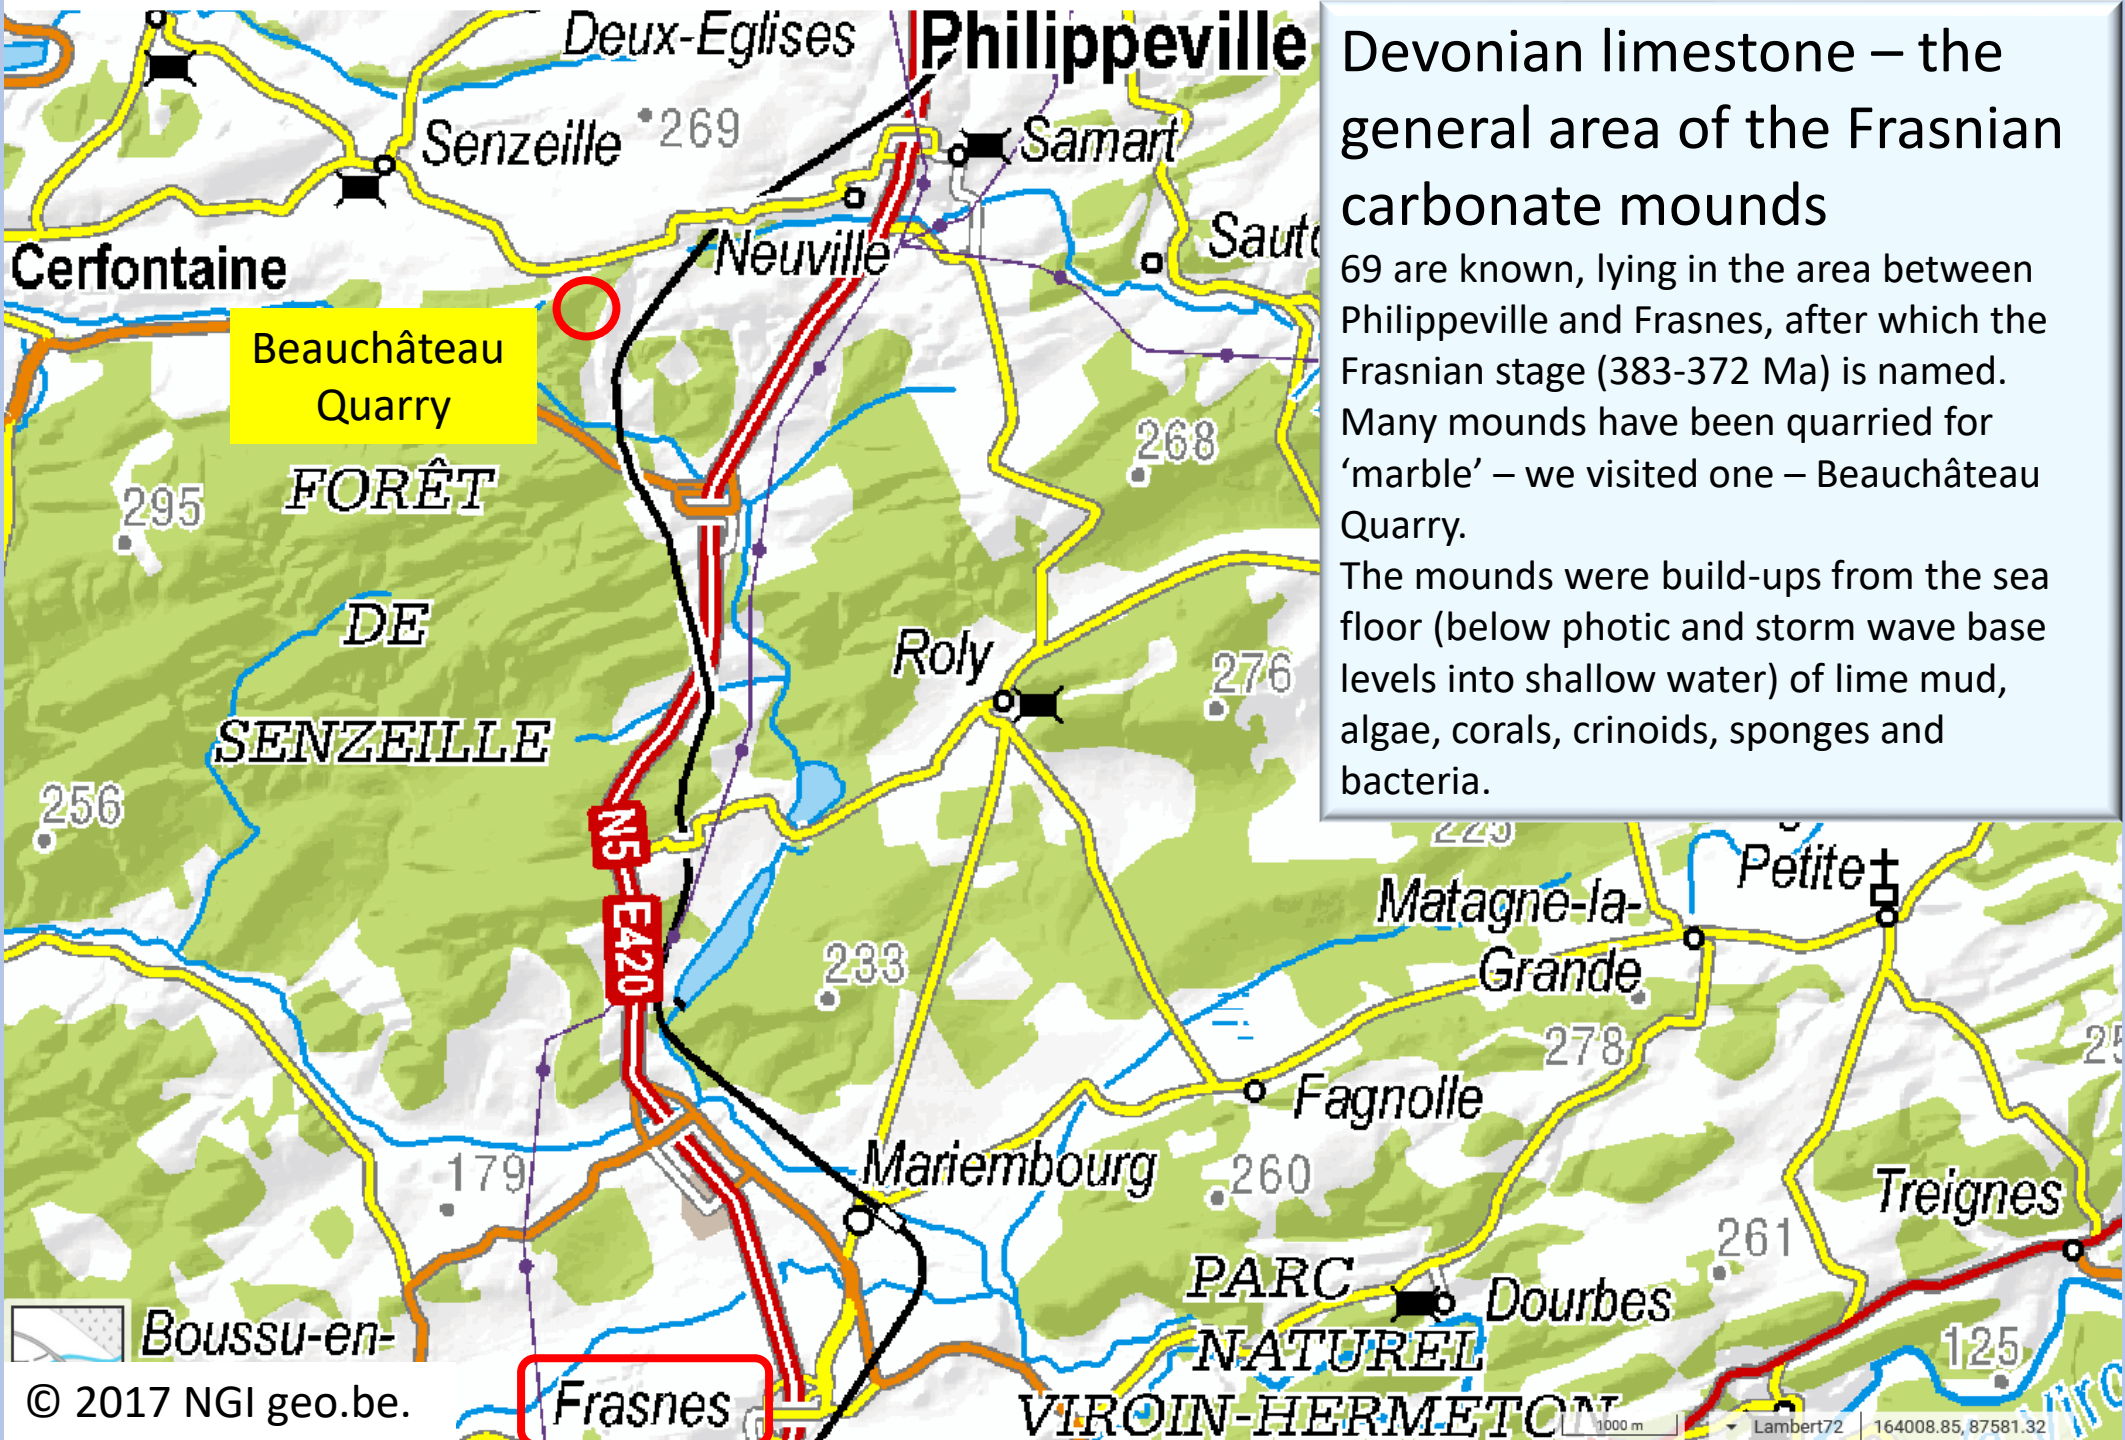 Devonian limestone – the
general area of the Frasnian
carbonate mounds
69 are known, lying in the area between
Philippeville and Frasnes, after which the
Frasnian stage (383-372 Ma) is named.
Many mounds have been quarried for
‘marble’ – we visited one – Beauchâteau
Quarry.
The mounds were build-ups from the sea
floor (below photic and storm wave base
levels into shallow water) of lime mud,
algae, corals, crinoids, sponges and
bacteria.
Deux-Eglises
Philippeville
Senzeille
269
Samart
Neuville
Cerfontaine
Beauchâteau
Quarry
268
FORÊT
295
DE
Roly
276
SENZEILLE
256
N5
E420
225
Petite
Matagne-la-
Grande
233
278
Fagnolle
Mariembourg
179
260
Treignes
261
PARC
Dourbes
NATUREL
VIROIN-HERMETON
125
Boussu-en-
Frasnes
© 2017 NGI geo.be.
1000 m
Lambert72
164008.85, 87581.32